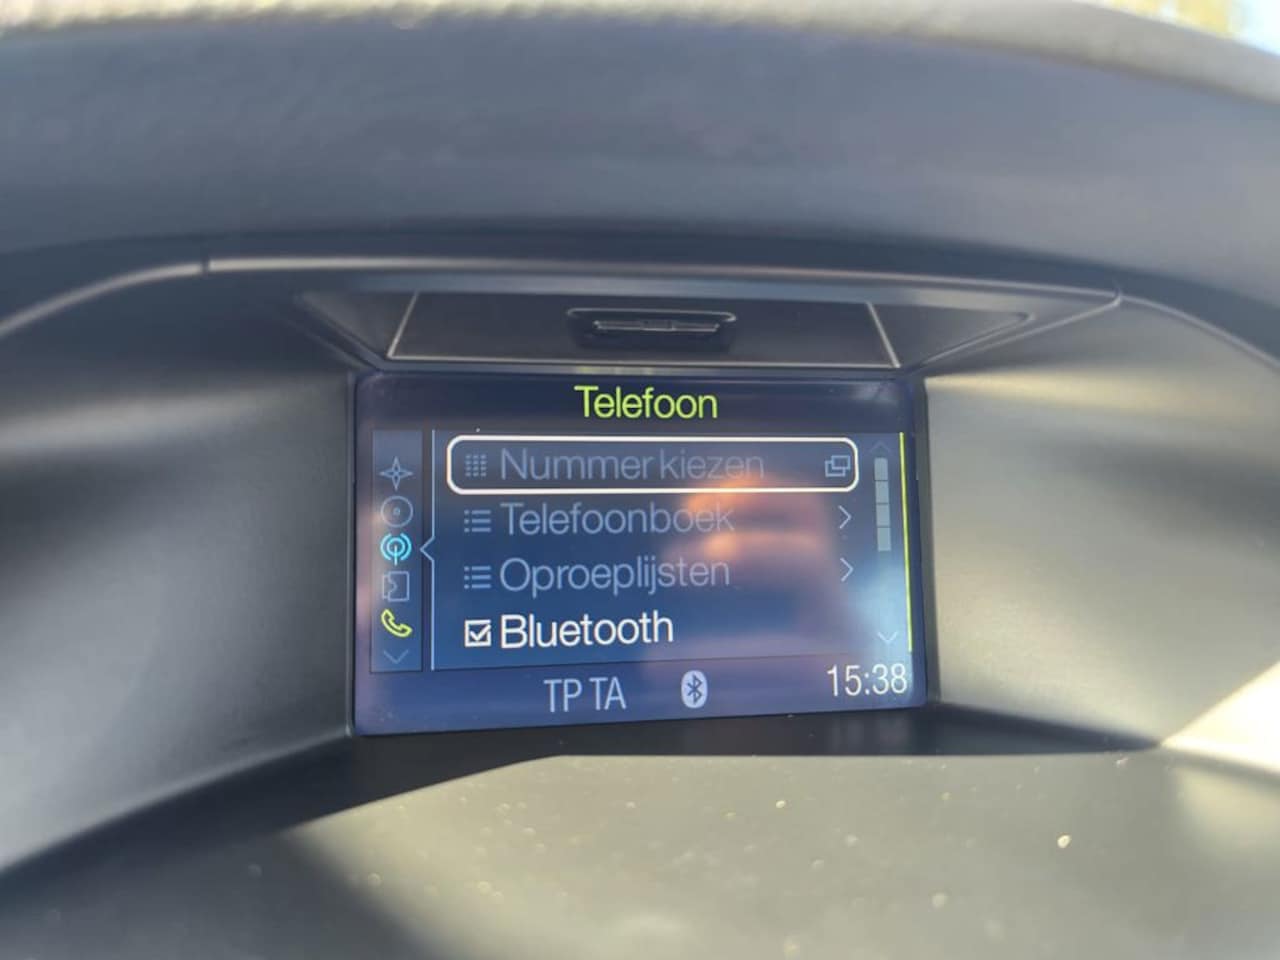 Telefoon
Nummer kiezen
Telefoonboek
Oproeplijsten
Bluetooth
TP TA 15:38